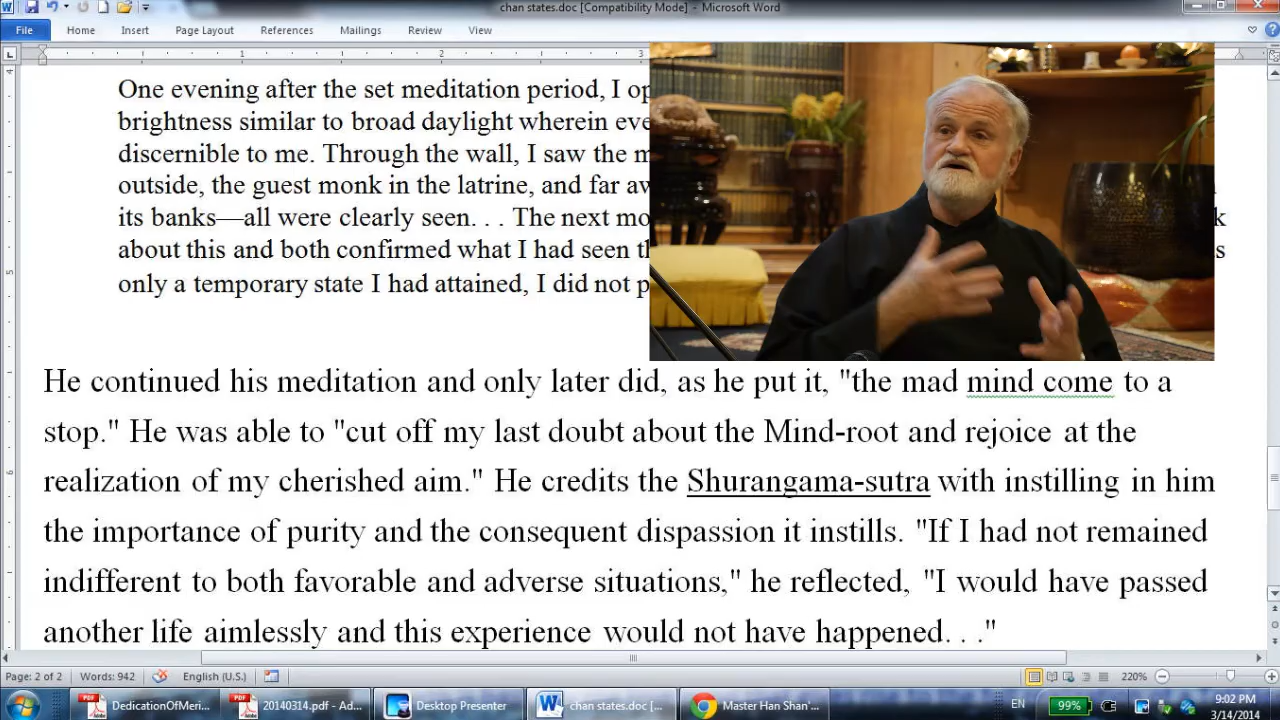 chan states.doc [Compatibility Mode] - Microsoft Word
File Home Insert Page Layout References Mailings Review View
1 2 3
One evening after the set meditation period, I op
brightness similar to broad daylight wherein eve
discernible to me. Through the wall, I saw the m
outside, the guest monk in the latrine, and far aw
its banks—all were clearly seen. . . The next mo k
about this and both confirmed what I had seen th s
only a temporary state I had attained, I did not p
He continued his meditation and only later did, as he put it, "the mad mind come to a
stop." He was able to "cut off my last doubt about the Mind-root and rejoice at the
realization of my cherished aim." He credits the Shurangama-sutra with instilling in him
the importance of purity and the consequent dispassion it instills. "If I had not remained
indifferent to both favorable and adverse situations," he reflected, "I would have passed
another life aimlessly and this experience would not have happened. . ."
Page: 2 of 2 Words: 942 English (U.S.) 220%
DedicationOfMeri... 20140314.pdf - Ad... Desktop Presenter chan states.doc [... Master Han Shan'... EN 99% 9:02 PM
3/14/2014